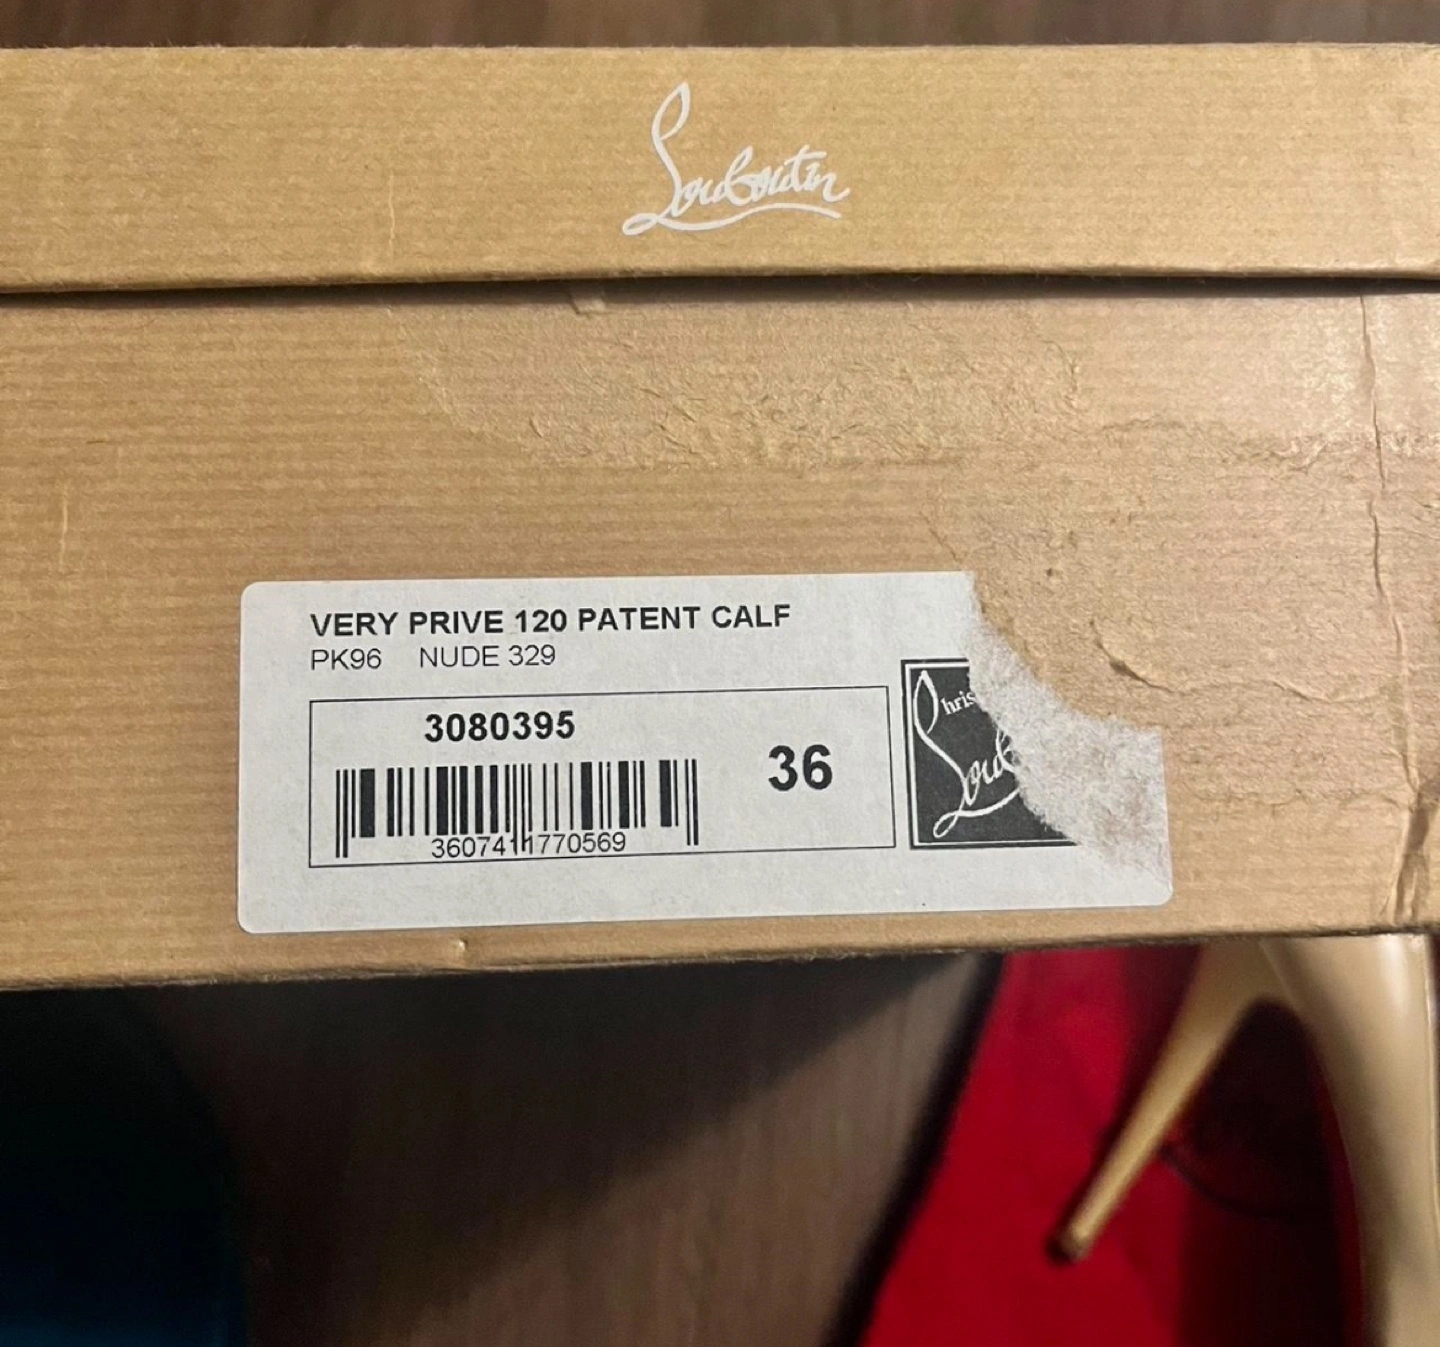 Louboutin
VERY PRIVE 120 PATENT CALF
PK96 NUDE 329
3080395
36
3607411770569